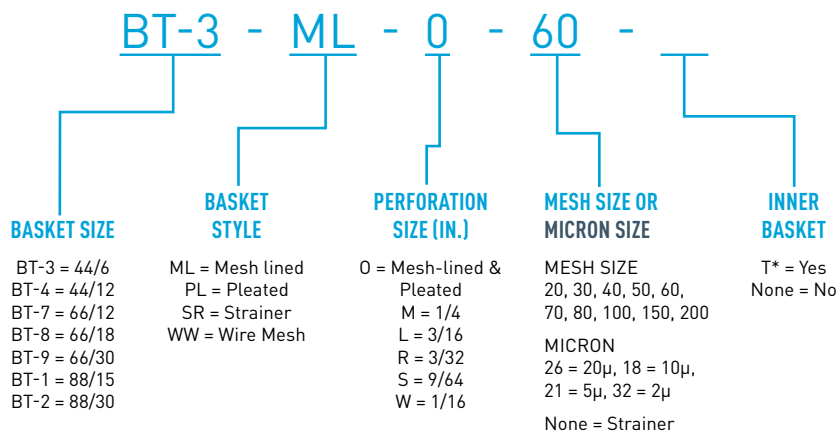 BT-3 - ML - 0 - 60 -
BASKET SIZE
BT-3 = 44/6
BT-4 = 44/12
BT-7 = 66/12
BT-8 = 66/18
BT-9 = 66/30
BT-1 = 88/15
BT-2 = 88/30
BASKET
STYLE
ML = Mesh lined
PL = Pleated
SR = Strainer
WW = Wire Mesh
PERFORATION
SIZE (IN.)
O = Mesh-lined &
Pleated
M = 1/4
L = 3/16
R = 3/32
S = 9/64
W = 1/16
MESH SIZE OR
MICRON SIZE
MESH SIZE
20, 30, 40, 50, 60,
70, 80, 100, 150, 200
MICRON
26 = 20µ, 18 = 10µ,
21 = 5µ, 32 = 2µ
None = Strainer
INNER
BASKET
T* = Yes
None = No